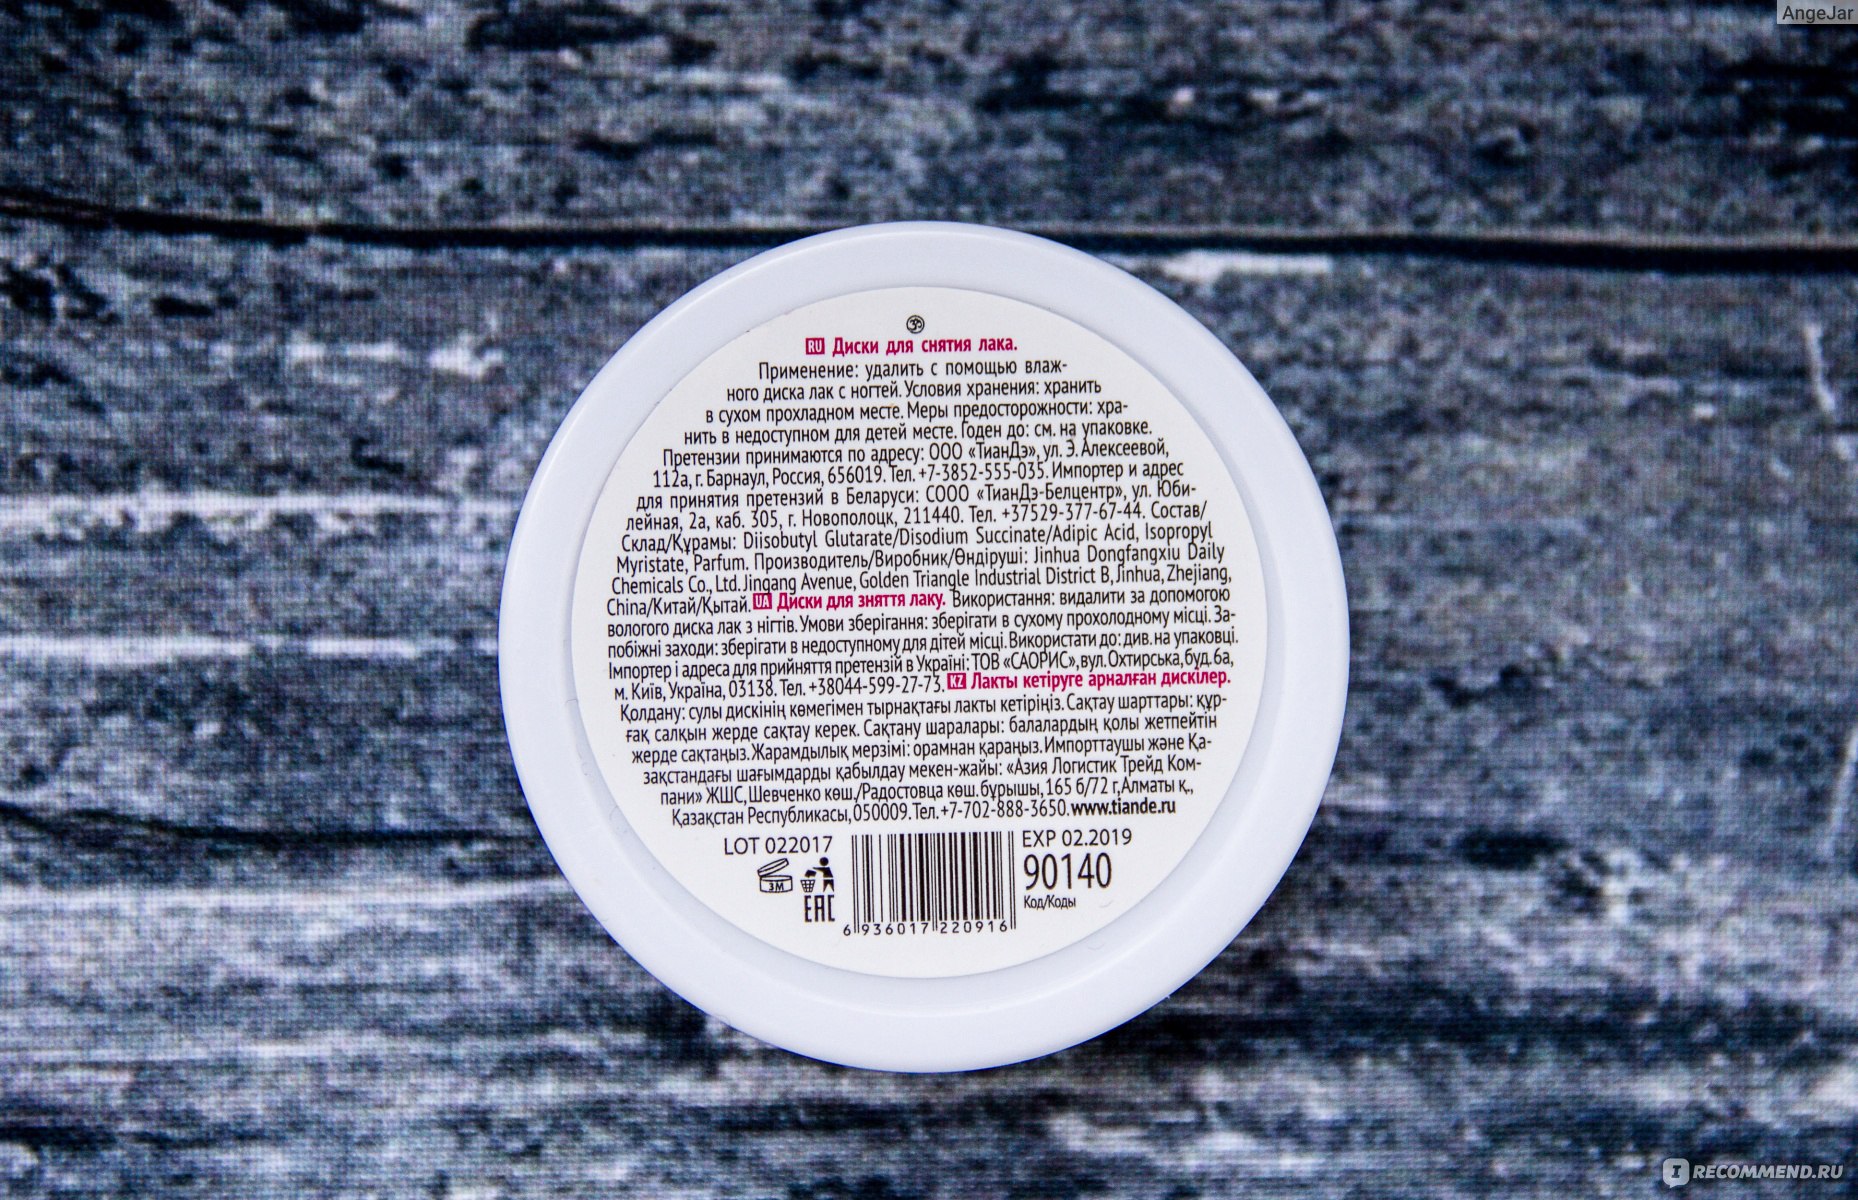 AngeJar
RU Диски для снятия лака.
Применение: удалить с помощью влаж-
ного диска лак с ногтей. Условия хранения: хранить
в сухом прохладном месте. Меры предосторожности: хра-
нить в недоступном для детей месте. Годен до: см. на упаковке.
Претензии принимаются по адресу: ООО «ТианДэ», ул. Э. Алексеевой,
112а, г. Барнаул, Россия, 656019. Тел. +7-3852-555-035. Импортер и адрес
для принятия претензий в Беларуси: СООО «ТианДэ-Белцентр», ул. Юби-
лейная, 2а, каб. 305, г. Новополоцк, 211440. Тел. +37529-377-67-44. Состав/
Склад/Құрамы: Diisobutyl Glutarate/Disodium Succinate/Adipic Acid, Isopropyl
Myristate, Parfum. Производитель/Виробник/Өндіруші: Jinhua Dongfangxiu Daily
Chemicals Co., Ltd. Jingang Avenue, Golden Triangle Industrial District B, Jinhua, Zhejiang,
China/Китай/Қытай. UA Диски для зняття лаку. Використання: видалити за допомогою
вологого диска лак з нігтів. Умови зберігання: зберігати в сухому прохолодному місці. За-
побіжні заходи: зберігати в недоступному для дітей місці. Використати до: див. на упаковці.
Імпортер і адреса для прийняття претензій в Україні: ТОВ «САОРИС», вул. Охтирська, буд. 6а,
м. Київ, Україна, 03138. Тел. +38044-599-27-73. KZ Лакты кетіруге арналған дискілер.
Қолдану: сулы дискінің көмегімен тырнақтағы лакты кетіріңіз. Сақтау шарттары: құр-
ғақ салқын жерде сақтау керек. Сақтану шаралары: балалардың қолы жетпейтін
жерде сақтаңыз. Жарамдылық мерзімі: орамнан қараңыз. Импорттаушы және Қа-
зақстандағы шағымдарды қабылдау мекен-жайы: «Азия Логистик Трейд Ком-
пани» ЖШС, Шевченко көш./Радостовца көш. бұрышы, 165 б/72 г, Алматы қ.,
Қазақстан Республикасы, 050009. Тел. +7-702-888-3650. www.tiande.ru
LOT 022017 EXP 02.2019
90140
3M
EAC
Код/Коды
6 936017 220916
IRECOMMEND.RU